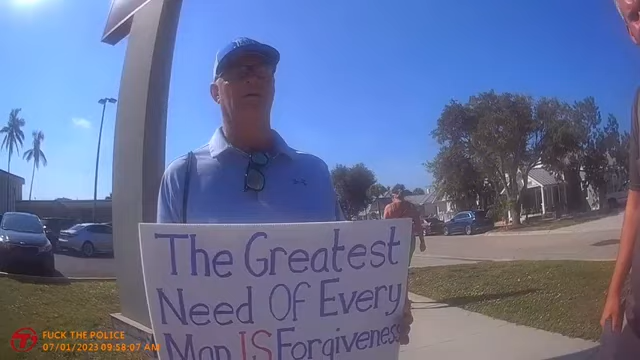 The Greatest
Need Of Every
Man IS Forgiveness
FUCK THE POLICE
07/01/2023 09:58:07 AM